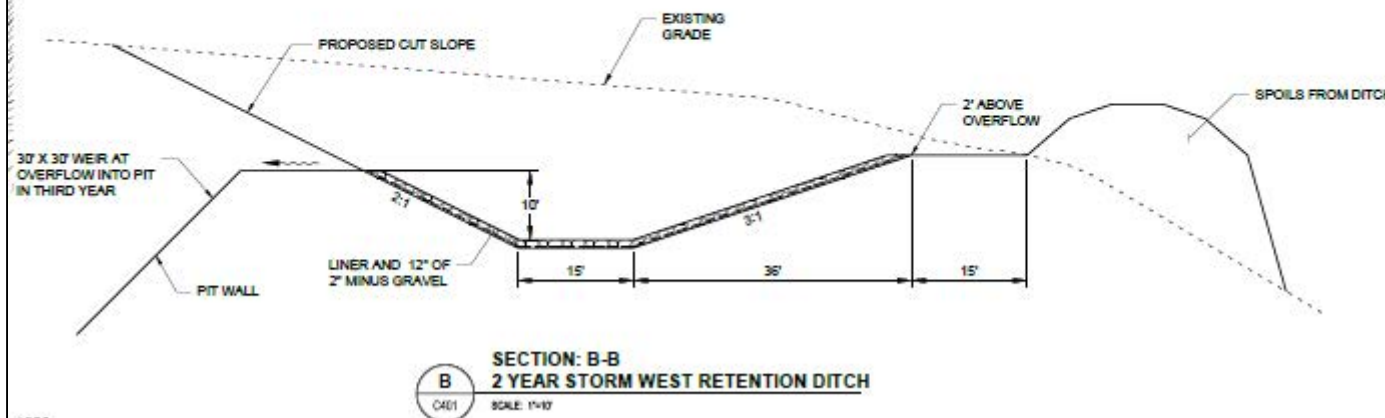 EXISTING
GRADE
PROPOSED CUT SLOPE
SPOILS FROM DITCH
2' ABOVE
OVERFLOW
30' X 30' WEIR AT
OVERFLOW INTO PIT
IN THIRD YEAR
2:1
10'
3:1
LINER AND 12" OF
2" MINUS GRAVEL
15'
36'
15'
PIT WALL
SECTION: B-B
B
2 YEAR STORM WEST RETENTION DITCH
C401
SCALE: 1"=10'